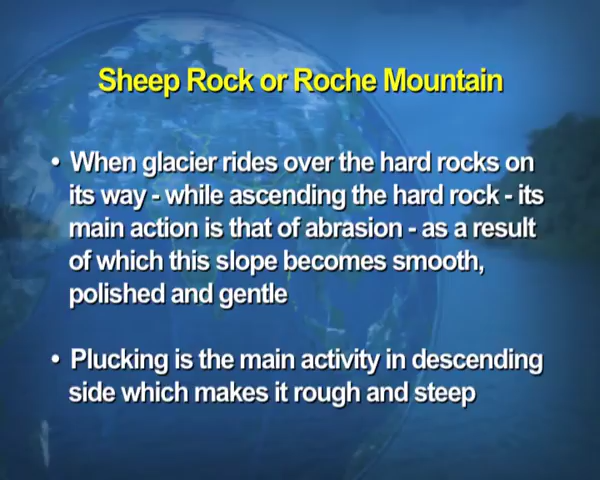 Sheep Rock or Roche Mountain
• When glacier rides over the hard rocks on
its way - while ascending the hard rock - its
main action is that of abrasion - as a result
of which this slope becomes smooth,
polished and gentle
• Plucking is the main activity in descending
side which makes it rough and steep